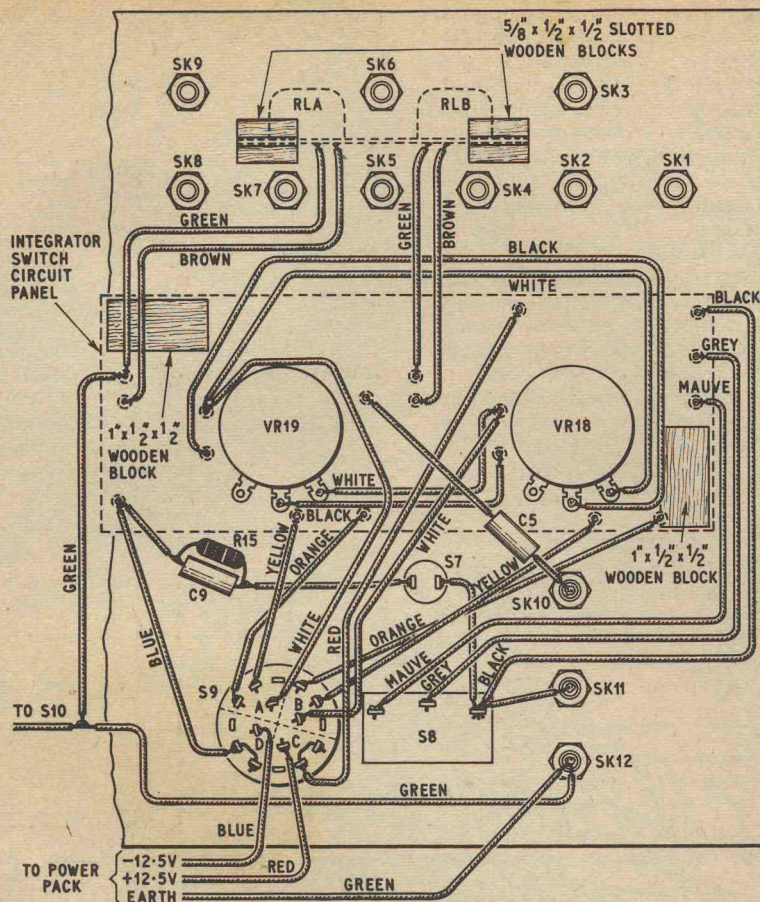 5/8" x 1/2" x 1/2" SLOTTED
WOODEN BLOCKS
SK9
SK6
SK3
RLA
RLB
SK8
SK7
SK5
SK4
SK2
SK1
GREEN
BROWN
GREEN
BROWN
BLACK
WHITE
INTEGRATOR
SWITCH
CIRCUIT
PANEL
BLACK
GREY
MAUVE
1" x 1/2" x 1/2"
WOODEN
BLOCK
VR19
VR18
WHITE
BLACK
YELLOW
ORANGE
WHITE
C5
R15
C9
S7
YELLOW
1" x 1/2" x 1/2"
WOODEN BLOCK
SK10
GREEN
BLUE
WHITE
RED
ORANGE
MAUVE
GREY
BLACK
SK11
S9
A
B
D
C
S8
TO S10
SK12
GREEN
BLUE
RED
TO POWER
PACK
-12·5V
+12·5V
EARTH
GREEN